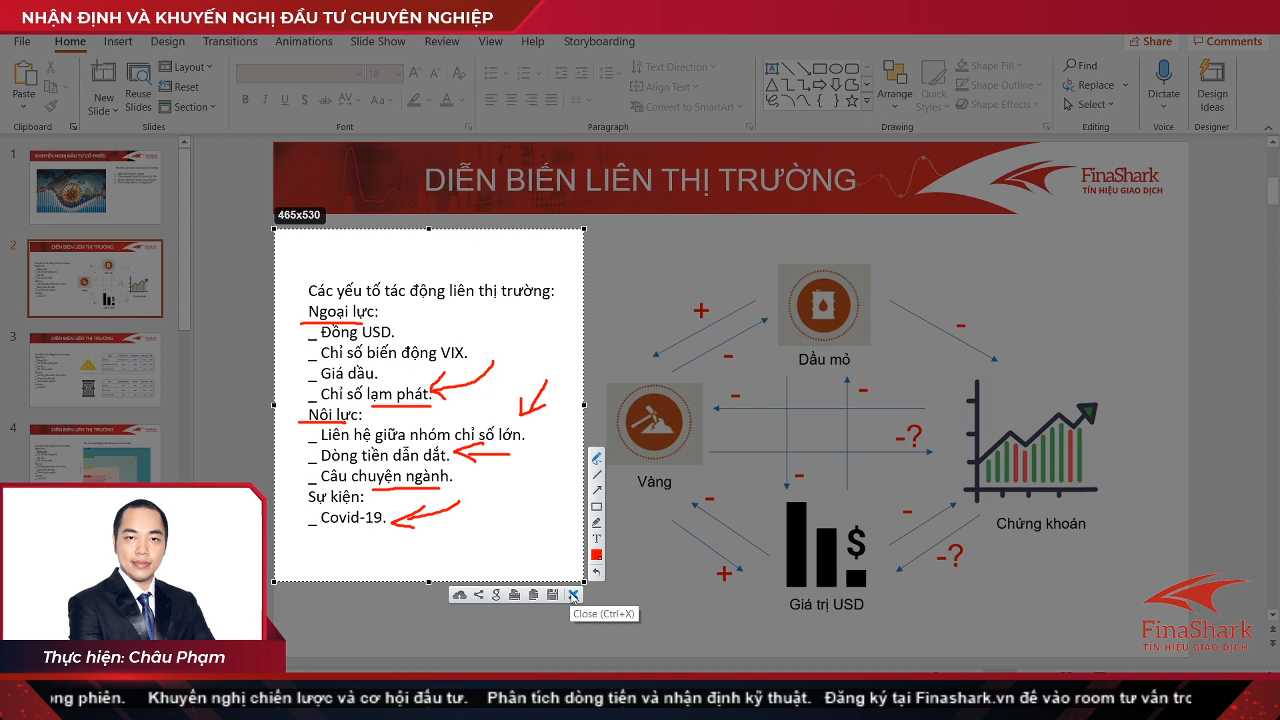 NHẬN ĐỊNH VÀ KHUYẾN NGHỊ ĐẦU TƯ CHUYÊN NGHIỆP
File Home Insert Design Transitions Animations Slide Show Review View Help Storyboarding Share Comments
Paste
New Slide
Reuse Slides
Layout
Reset
Section
18
Text Direction
Align Text
Convert to SmartArt
Arrange
Quick Styles
Shape Fill
Shape Outline
Shape Effects
Find
Replace
Select
Dictate
Design Ideas
Clipboard Slides Font Paragraph Drawing Editing Voice Designer
1
2
3
4
DIỄN BIẾN LIÊN THỊ TRƯỜNG
FinaShark
TÍN HIỆU GIAO DỊCH
465x530
Các yếu tố tác động liên thị trường:
Ngoại lực:
_ Đồng USD.
_ Chỉ số biến động VIX.
_ Giá dầu.
_ Chỉ số lạm phát.
Nội lực:
_ Liên hệ giữa nhóm chỉ số lớn.
_ Dòng tiền dẫn dắt.
_ Câu chuyện ngành.
Sự kiện:
_ Covid-19.
Close (Ctrl+X)
Dầu mỏ
Vàng
Chứng khoán
Giá trị USD
+
-
-
-
-
-?
-
-
-
+
-?
FinaShark
TÍN HIỆU GIAO DỊCH
Thực hiện: Châu Phạm
phiên. Khuyến nghị chiến lược và cơ hội đầu tư. Phân tích dòng tiền và nhận định kỹ thuật. Đăng ký tại Finashark.vn để vào room tư vấn